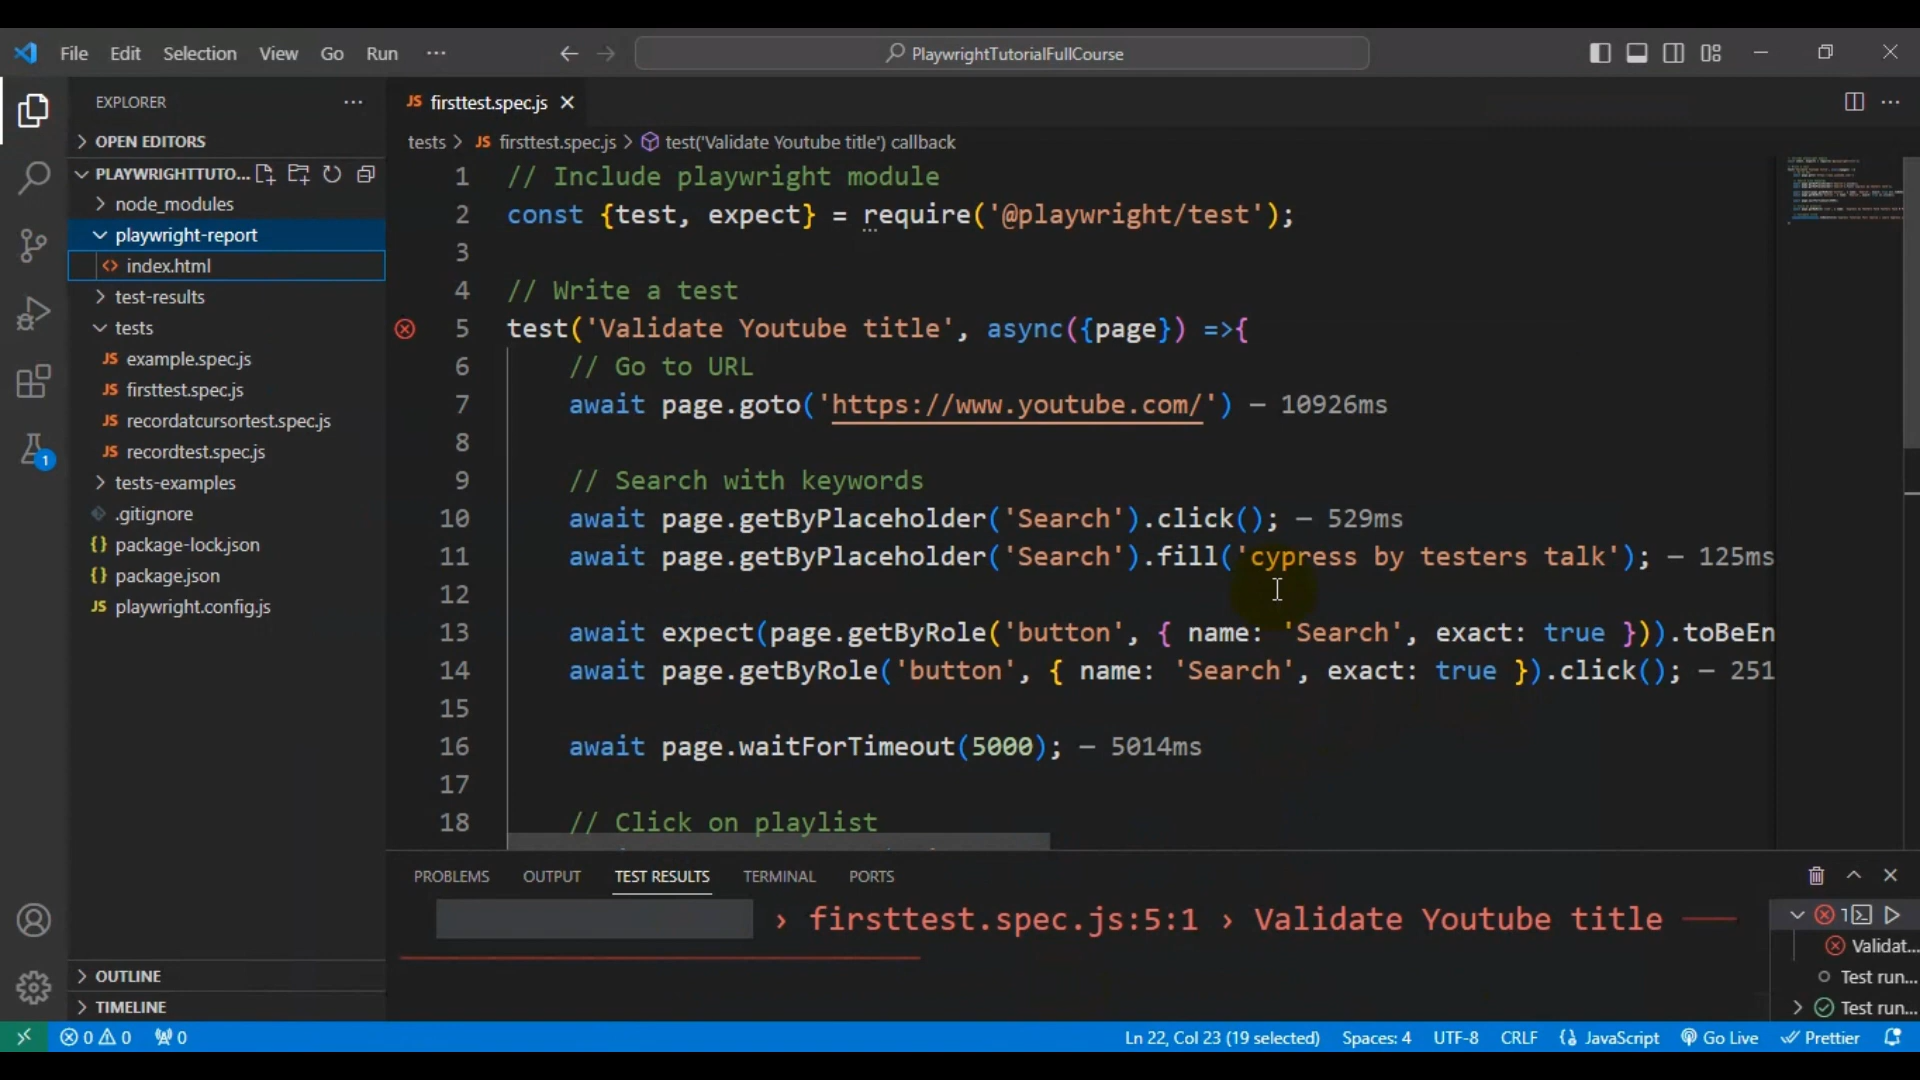 File Edit Selection View Go Run ··· PlaywrightTutorialFullCourse
EXPLORER ···
OPEN EDITORS
PLAYWRIGHTTUTO...
node_modules
playwright-report
<> index.html
test-results
tests
JS example.spec.js
JS firsttest.spec.js
JS recordatcursortest.spec.js
JS recordtest.spec.js
tests-examples
.gitignore
{} package-lock.json
{} package.json
JS playwright.config.js
OUTLINE
TIMELINE
1
JS firsttest.spec.js
tests > JS firsttest.spec.js > test('Validate Youtube title') callback
1 // Include playwright module
2 const {test, expect} = require('@playwright/test');
3
4 // Write a test
5 test('Validate Youtube title', async({page}) =>{
6 // Go to URL
7 await page.goto('https://www.youtube.com/') — 10926ms
8
9 // Search with keywords
10 await page.getByPlaceholder('Search').click(); — 529ms
11 await page.getByPlaceholder('Search').fill('cypress by testers talk'); — 125ms
12
13 await expect(page.getByRole('button', { name: 'Search', exact: true })).toBeEn
14 await page.getByRole('button', { name: 'Search', exact: true }).click(); — 251
15
16 await page.waitForTimeout(5000); — 5014ms
17
18 // Click on playlist
PROBLEMS OUTPUT TEST RESULTS TERMINAL PORTS
› firsttest.spec.js:5:1 › Validate Youtube title
1
Validat...
Test run...
Test run...
0 0 0 Ln 22, Col 23 (19 selected) Spaces: 4 UTF-8 CRLF JavaScript Go Live Prettier